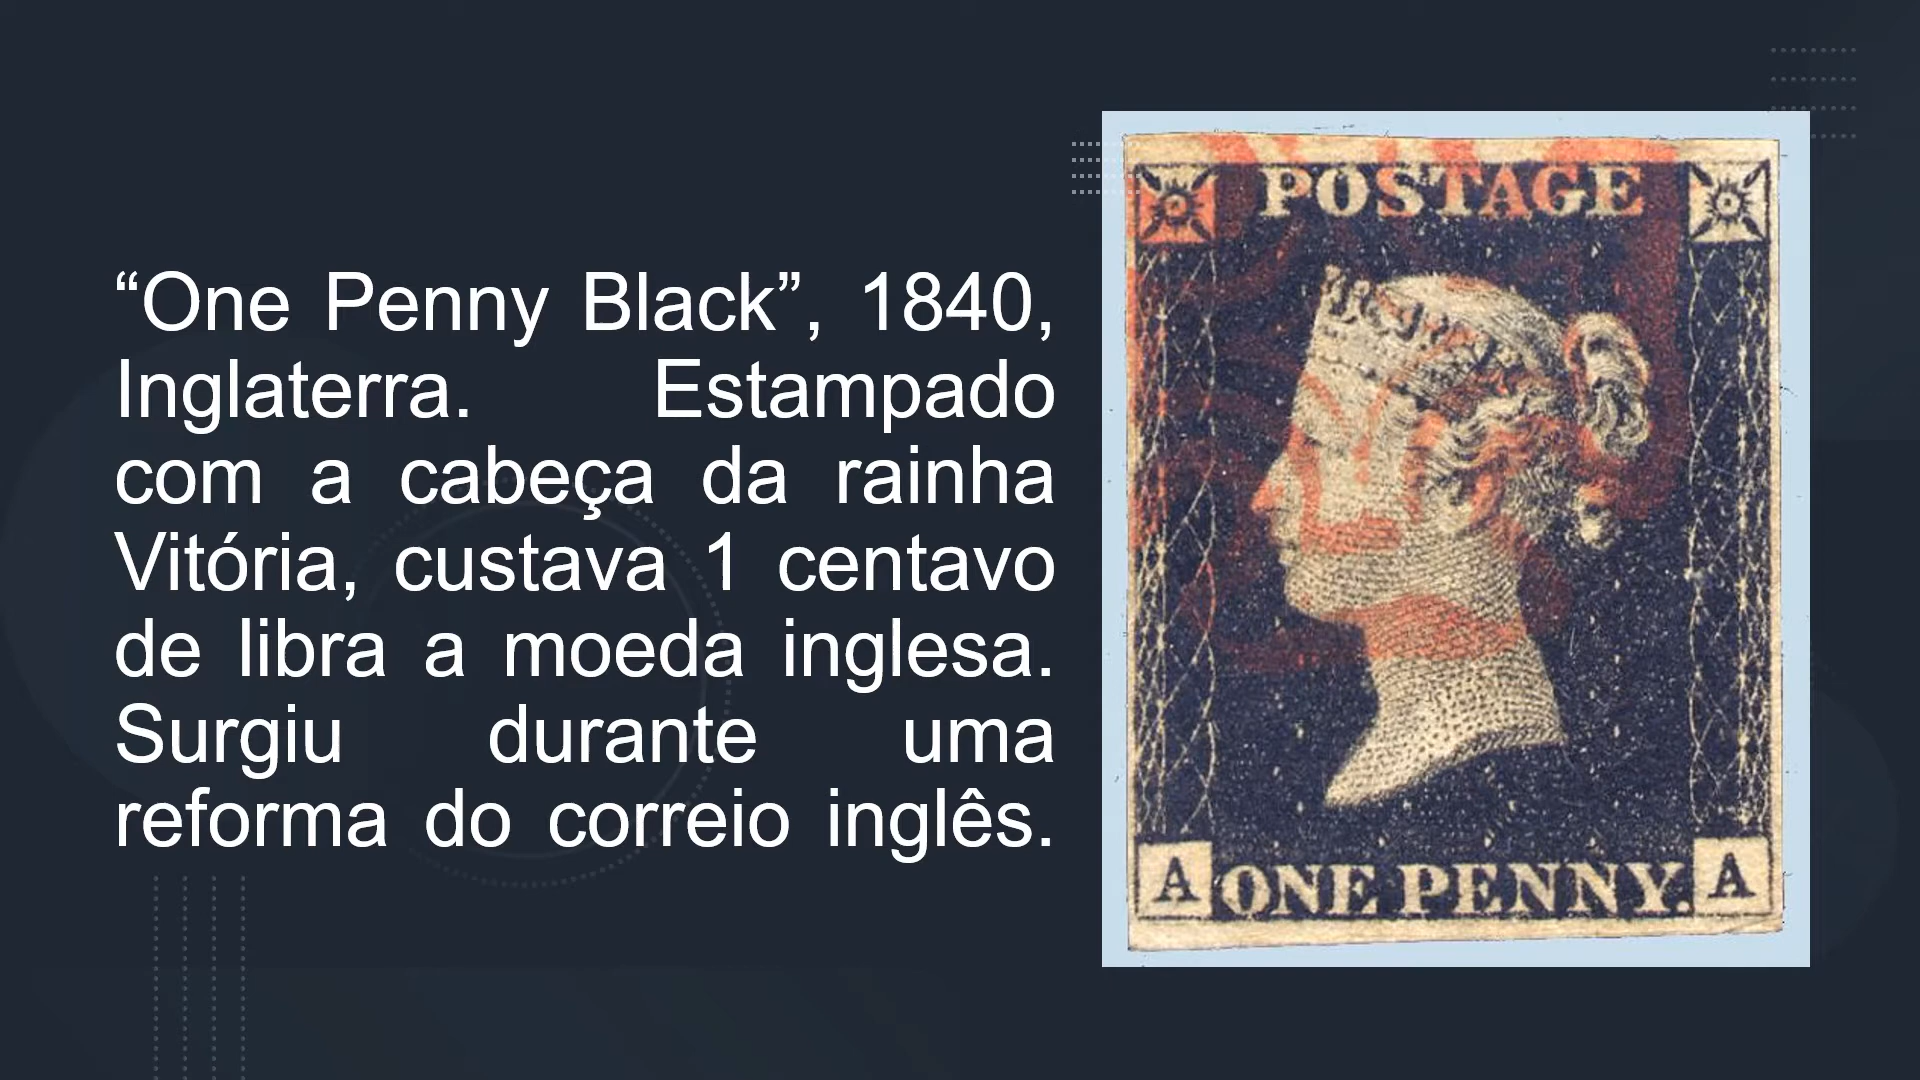 “One Penny Black”, 1840,
Inglaterra. Estampado
com a cabeça da rainha
Vitória, custava 1 centavo
de libra a moeda inglesa.
Surgiu durante uma
reforma do correio inglês.
POSTAGE
A ONE PENNY. A